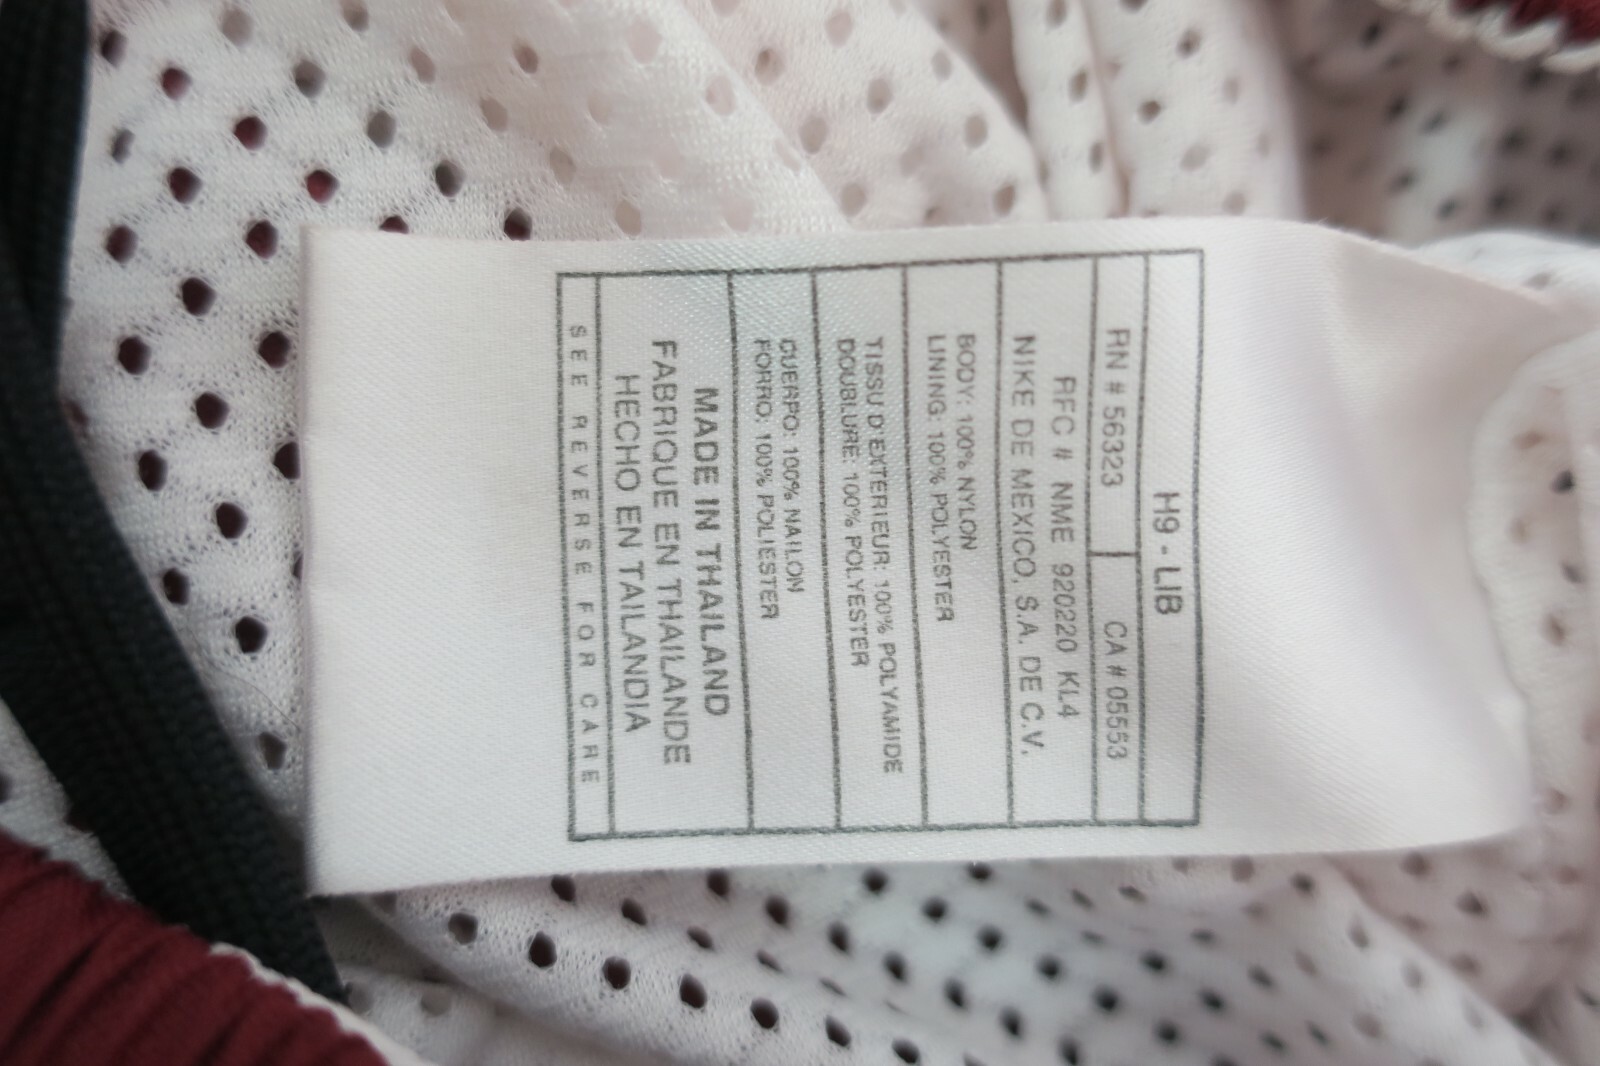 H9 - LIB
RN # 56323 CA # 05553
RFC # NME 920220 KL4
NIKE DE MEXICO, S.A. DE C.V.
BODY: 100% NYLON
LINING: 100% POLYESTER
TISSU D'EXTERIEUR: 100% POLYAMIDE
DOUBLURE: 100% POLYESTER
CUERPO: 100% NAILON
FORRO: 100% POLIESTER
MADE IN THAILAND
FABRIQUE EN THAILANDE
HECHO EN TAILANDIA
SEE REVERSE FOR CARE